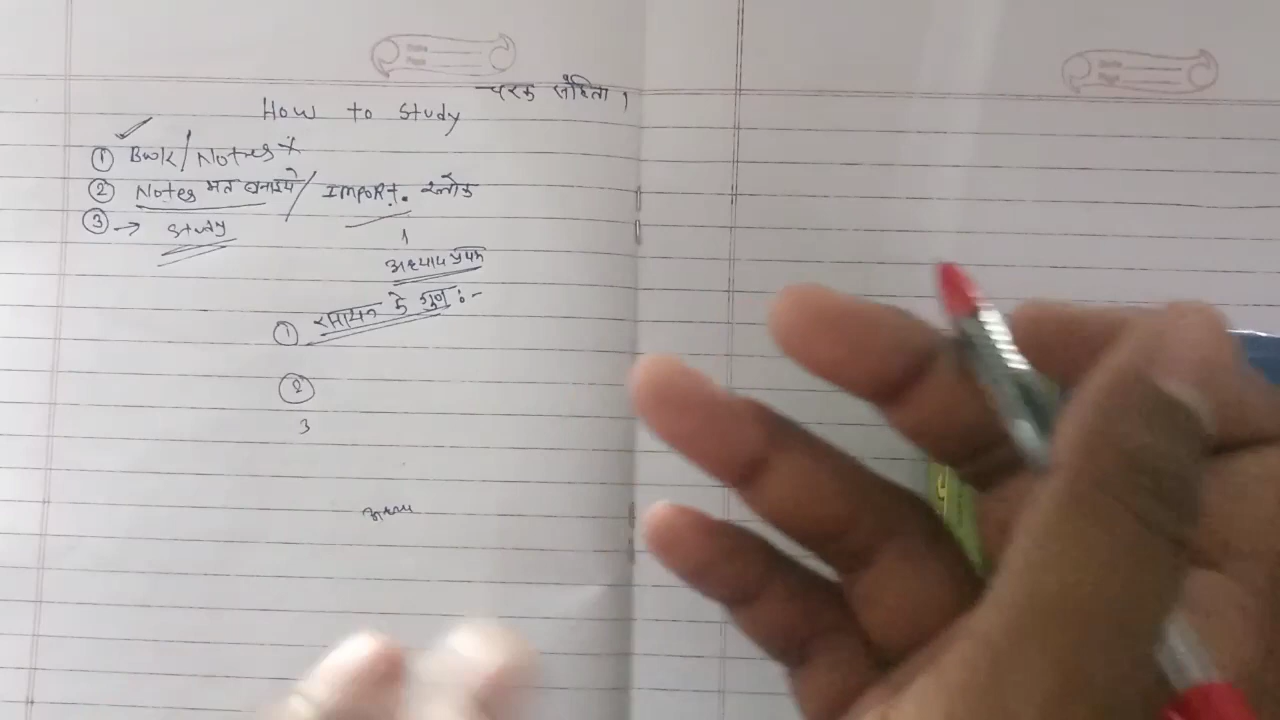 चरक संहिता ।
How to Study
① Book/Notes ×
② Notes मत बनाइये / IMPORT. श्लोक
③ → Study
1
अध्याय प्रथम
① रसायन के गुण :-
②
3